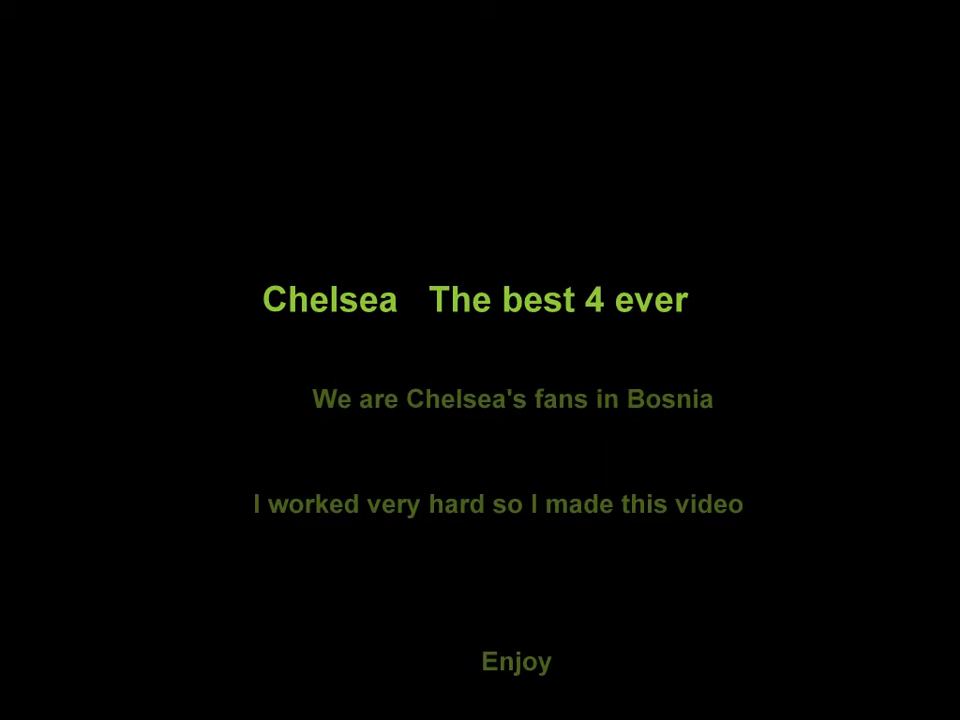 Chelsea   The best 4 ever
We are Chelsea's fans in Bosnia
I worked very hard so I made this video
Enjoy